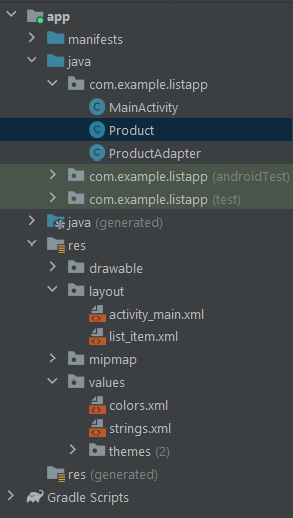 app
manifests
java
com.example.listapp
MainActivity
Product
ProductAdapter
com.example.listapp (androidTest)
com.example.listapp (test)
java (generated)
res
drawable
layout
activity_main.xml
list_item.xml
mipmap
values
colors.xml
strings.xml
themes (2)
res (generated)
Gradle Scripts